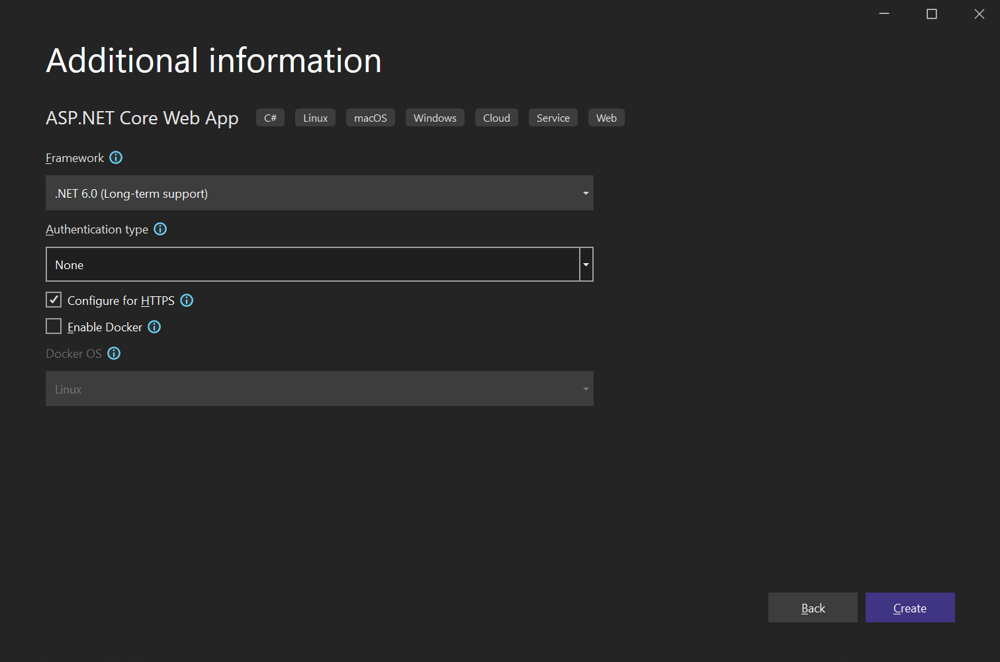 Additional information
ASP.NET Core Web App C# Linux macOS Windows Cloud Service Web
Framework
.NET 6.0 (Long-term support)
Authentication type
None
Configure for HTTPS
Enable Docker
Docker OS
Linux
Back Create